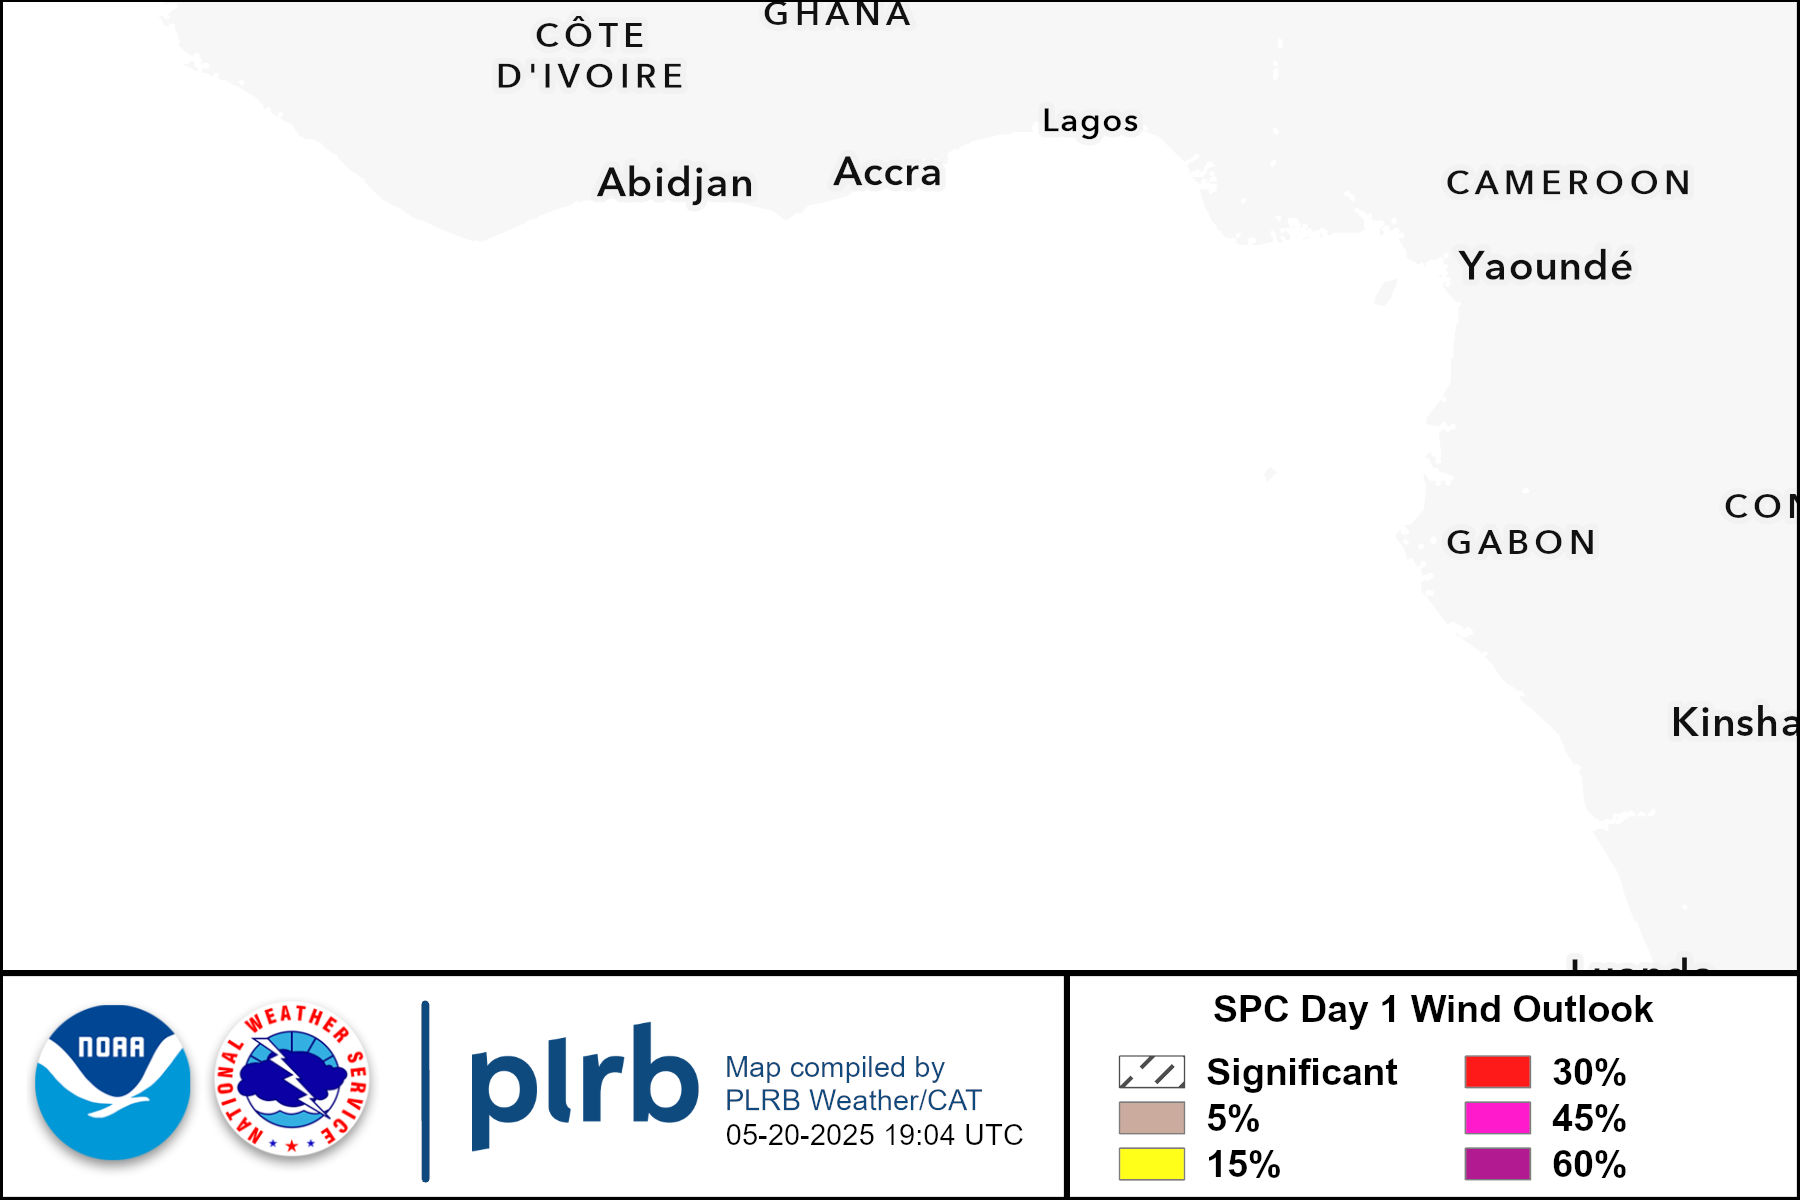 GHANA
CÔTE
D'IVOIRE
Lagos
Accra
Abidjan
CAMEROON
Yaoundé
CON
GABON
Kinsha
Luanda
NOAA
NATIONAL WEATHER SERVICE
plrb
Map compiled by
PLRB Weather/CAT
05-20-2025 19:04 UTC
SPC Day 1 Wind Outlook
Significant
5%
15%
30%
45%
60%